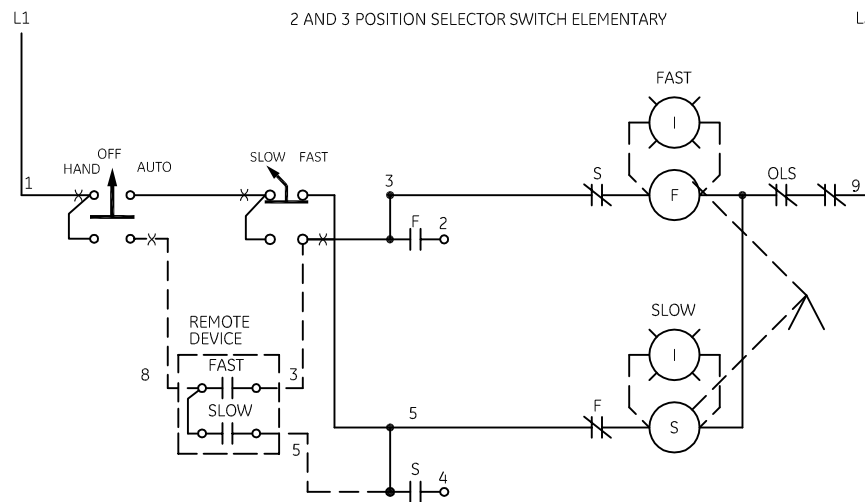 L1 2 AND 3 POSITION SELECTOR SWITCH ELEMENTARY
FAST
I
OFF
HAND AUTO
SLOW FAST
1
3
S
F
OLS
9
F 2
SLOW
I
REMOTE
DEVICE
FAST
8 3
SLOW
5
F
S
5
S 4